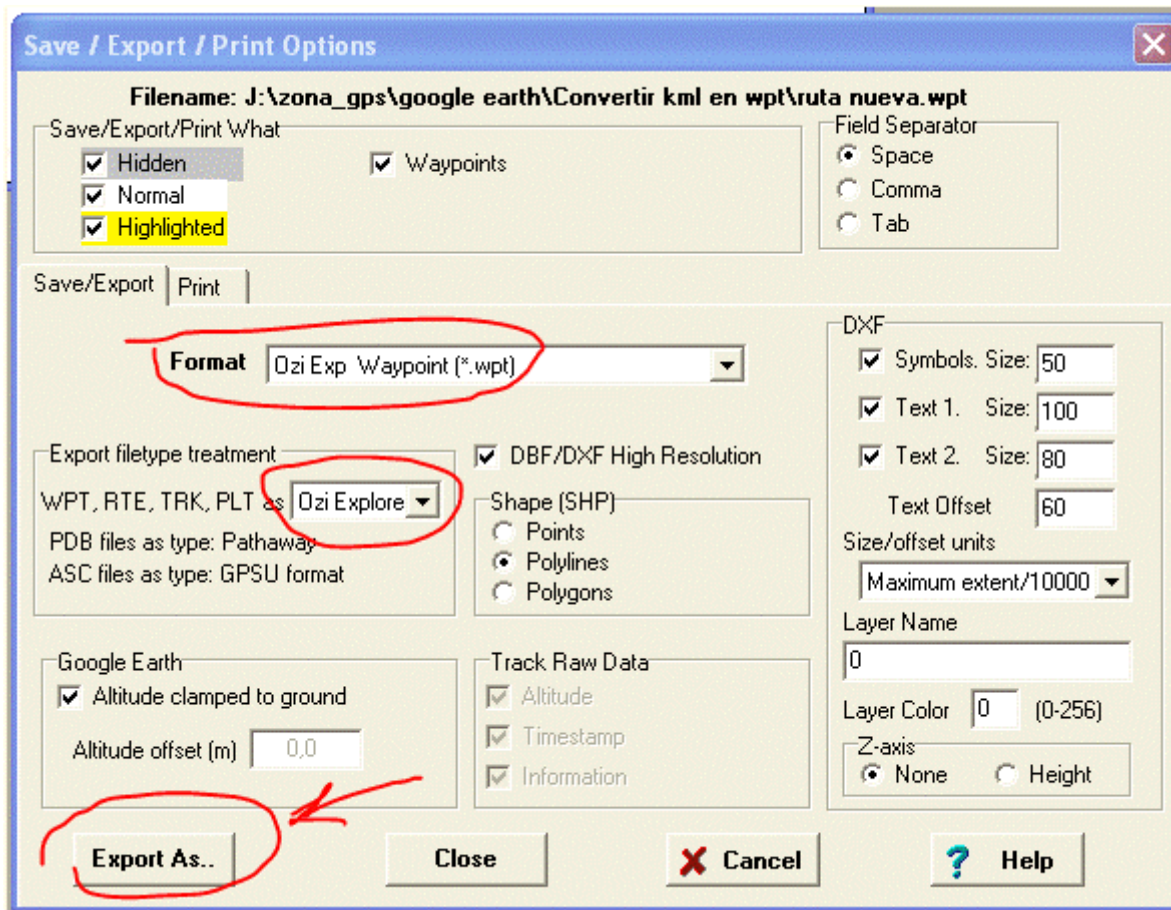 Save / Export / Print Options
Filename: J:\zona_gps\google earth\Convertir kml en wpt\ruta nueva.wpt
Save/Export/Print What
Hidden
Waypoints
Normal
Highlighted
Field Separator
Space
Comma
Tab
Save/Export
Print
Format
Ozi Exp Waypoint (*.wpt)
Export filetype treatment
WPT, RTE, TRK, PLT as Ozi Explore
PDB files as type: Pathaway
ASC files as type: GPSU format
DBF/DXF High Resolution
Shape (SHP)
Points
Polylines
Polygons
Google Earth
Altitude clamped to ground
Altitude offset (m) 0,0
Track Raw Data
Altitude
Timestamp
Information
DXF
Symbols. Size: 50
Text 1. Size: 100
Text 2. Size: 80
Text Offset 60
Size/offset units
Maximum extent/10000
Layer Name
0
Layer Color 0 (0-256)
Z-axis
None Height
Export As..
Close
Cancel
? Help